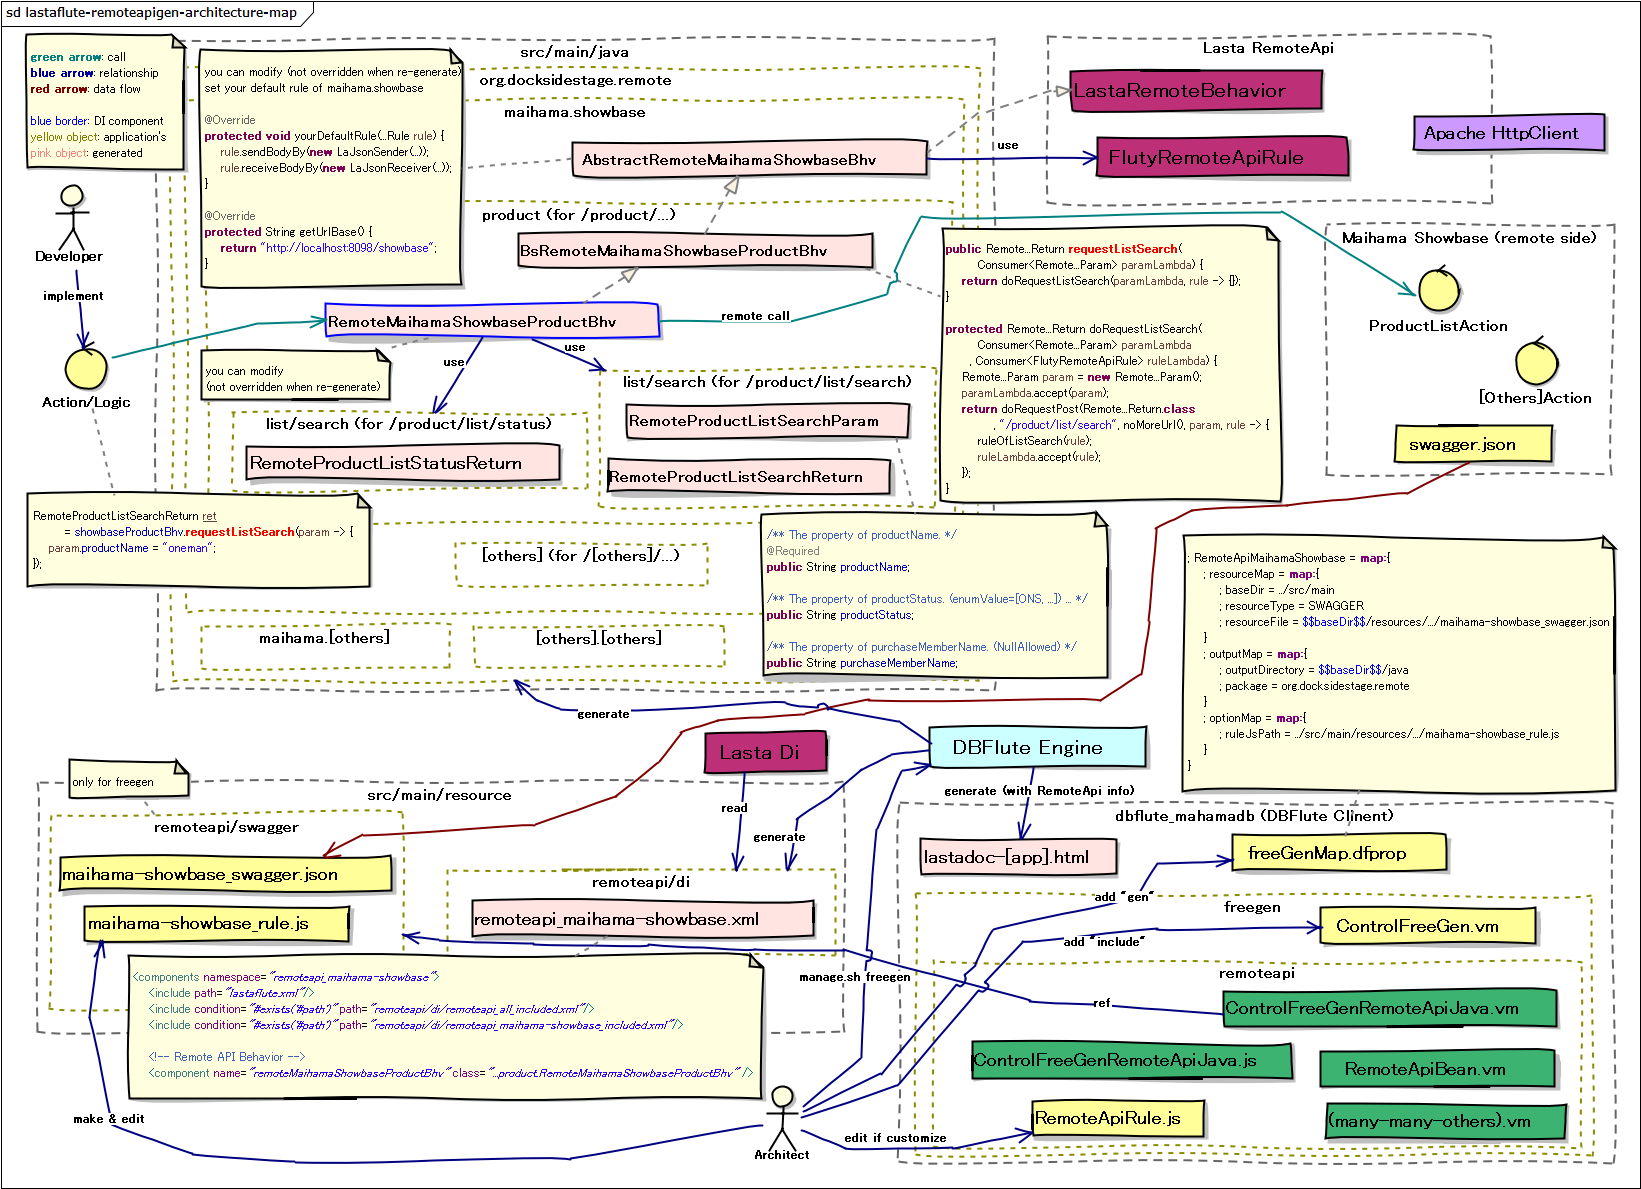 sd lastaflute-remoteapigen-architecture-map
green arrow: call
blue arrow: relationship
red arrow: data flow
blue border: DI component
yellow object: application's
pink object: generated
Developer
implement
Action/Logic
RemoteProductListSearchReturn ret
= showbaseProductBhv.requestListSearch(param -> {
param.productName = "oneman";
});
src/main/java
org.docksidestage.remote
maihama.showbase
you can modify (not overridden when re-generate)
set your default rule of maihama.showbase
@Override
protected void yourDefaultRule(...Rule rule) {
rule.sendBodyBy(new LaJsonSender(...));
rule.receiveBodyBy(new LaJsonReceiver(...));
}
@Override
protected String getUrlBase() {
return "http://localhost:8098/showbase";
}
AbstractRemoteMaihamaShowbaseBhv
use
product (for /product/...)
BsRemoteMaihamaShowbaseProductBhv
RemoteMaihamaShowbaseProductBhv
remote call
you can modify
(not overridden when re-generate)
use
use
list/search (for /product/list/status)
RemoteProductListStatusReturn
list/search (for /product/list/search)
RemoteProductListSearchParam
RemoteProductListSearchReturn
[others] (for /[others]/...)
maihama.[others]
[others].[others]
Lasta RemoteApi
LastaRemoteBehavior
FlutyRemoteApiRule
Apache HttpClient
public Remote...Return requestListSearch(
Consumer<Remote...Param> paramLambda) {
return doRequestListSearch(paramLambda, rule -> {});
}
protected Remote...Return doRequestListSearch(
Consumer<Remote...Param> paramLambda
, Consumer<FlutyRemoteApiRule> ruleLambda) {
Remote...Param param = new Remote...Param();
paramLambda.accept(param);
return doRequestPost(Remote...Return.class
, "/product/list/search", noMoreUrl(), param, rule -> {
ruleOfListSearch(rule);
ruleLambda.accept(rule);
});
}
Maihama Showbase (remote side)
ProductListAction
[Others]Action
swagger.json
/** The property of productName. */
@Required
public String productName;
/** The property of productStatus. (enumValue=[ONS, ...]) ... */
public String productStatus;
/** The property of purchaseMemberName. (NullAllowed) */
public String purchaseMemberName;
; RemoteApiMaihamaShowbase = map:{
; resourceMap = map:{
; baseDir = ../src/main
; resourceType = SWAGGER
; resourceFile = $$baseDir$$/resources/.../maihama-showbase_swagger.json
}
; outputMap = map:{
; outputDirectory = $$baseDir$$/java
; package = org.docksidestage.remote
}
; optionMap = map:{
; ruleJsPath = ../src/main/resources/.../maihama-showbase_rule.js
}
}
generate
Lasta Di
DBFlute Engine
read
generate
generate (with RemoteApi info)
only for freegen
src/main/resource
remoteapi/swagger
maihama-showbase_swagger.json
maihama-showbase_rule.js
remoteapi/di
remoteapi_maihama-showbase.xml
<components namespace="remoteapi_maihama-showbase">
<include path="lastaflute.xml"/>
<include condition="#exists('#path')" path="remoteapi/di/remoteapi_all_included.xml"/>
<include condition="#exists('#path')" path="remoteapi/di/remoteapi_maihama-showbase_included.xml"/>
<!-- Remote API Behavior -->
<component name="remoteMaihamaShowbaseProductBhv" class="...product.RemoteMaihamaShowbaseProductBhv"/>
make & edit
Architect
manage.sh freegen
edit if customize
dbflute_mahamadb (DBFlute Clinent)
lastadoc-[app].html
freeGenMap.dfprop
add "gen"
freegen
add "include"
ControlFreeGen.vm
remoteapi
ref
ControlFreeGenRemoteApiJava.vm
ControlFreeGenRemoteApiJava.js
RemoteApiBean.vm
RemoteApiRule.js
(many-many-others).vm